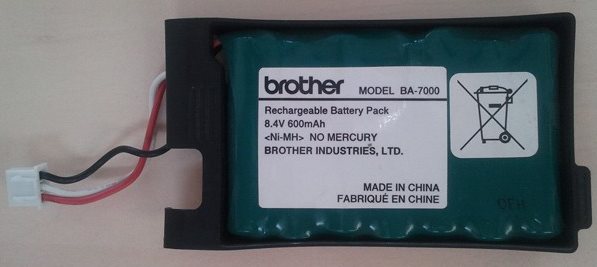 brother MODEL BA-7000
Rechargeable Battery Pack
8.4V 600mAh
<Ni-MH> NO MERCURY
BROTHER INDUSTRIES, LTD.
MADE IN CHINA
FABRIQUÉ EN CHINE